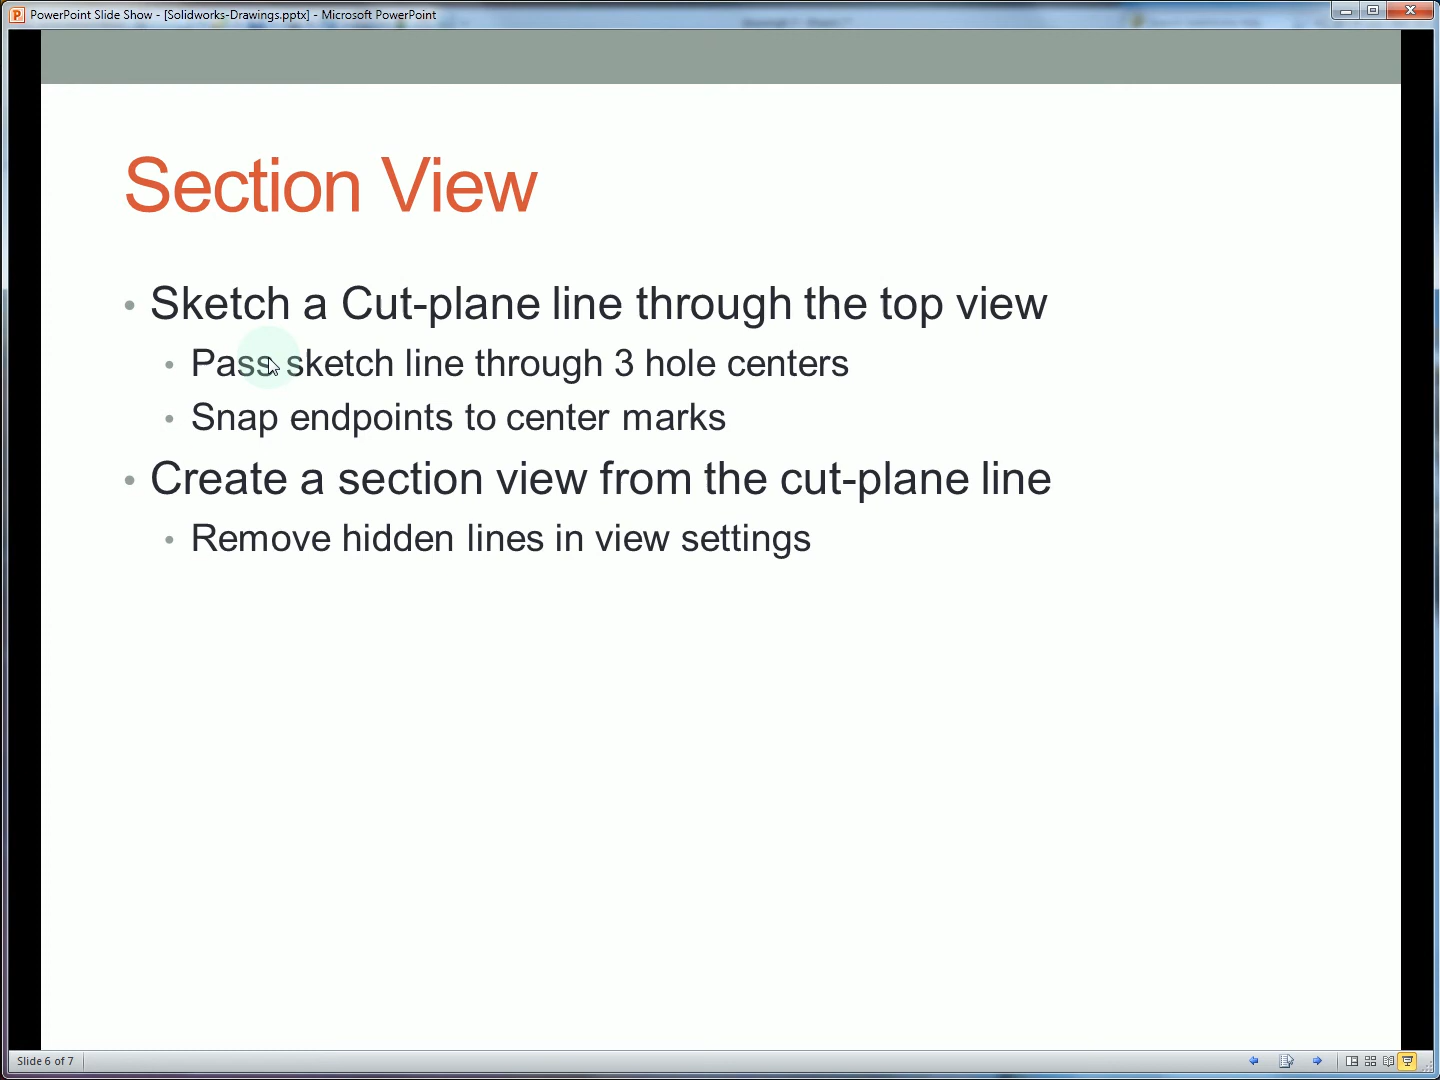 PowerPoint Slide Show - [Solidworks-Drawings.pptx] - Microsoft PowerPoint
Section View
• Sketch a Cut-plane line through the top view
• Pass sketch line through 3 hole centers
• Snap endpoints to center marks
• Create a section view from the cut-plane line
• Remove hidden lines in view settings
Slide 6 of 7